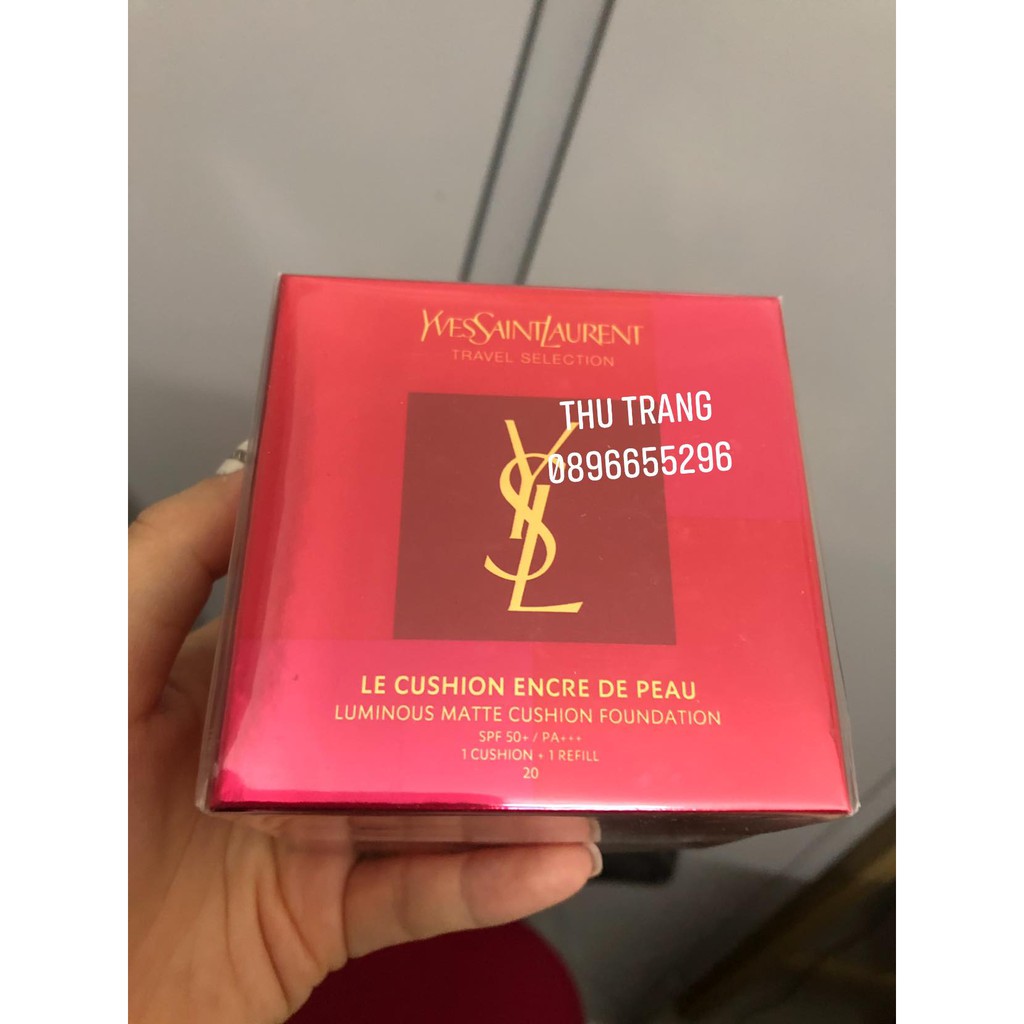 YVESSAINTLAURENT
TRAVEL SELECTION
THU TRANG
0896655296
YSL
LE CUSHION ENCRE DE PEAU
LUMINOUS MATTE CUSHION FOUNDATION
SPF 50+ / PA+++
1 CUSHION + 1 REFILL
20